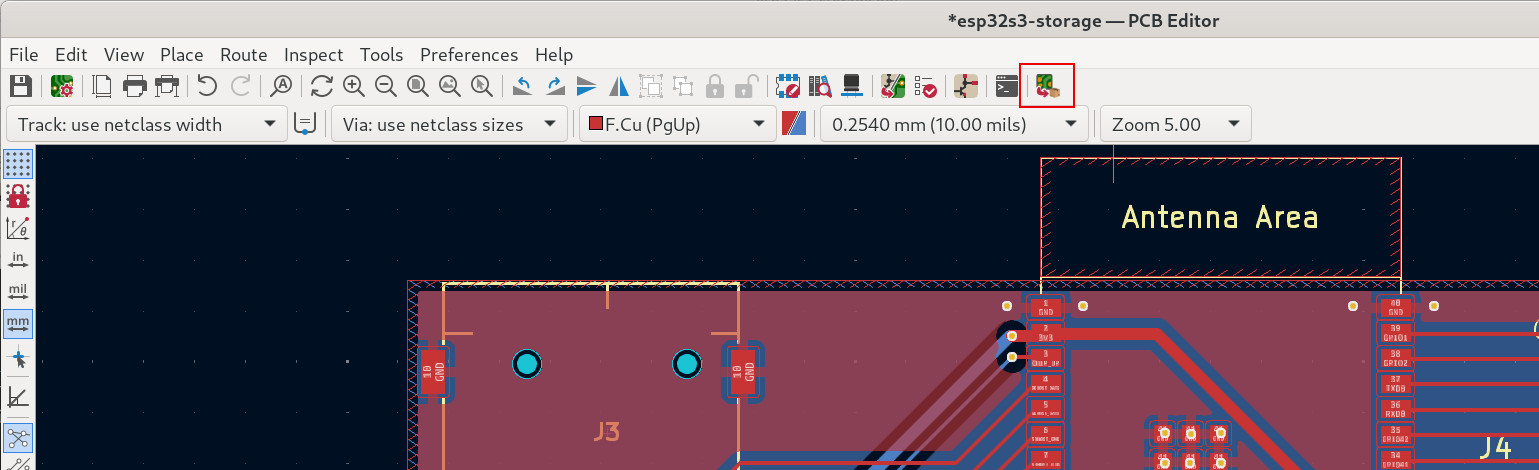 *esp32s3-storage — PCB Editor
File Edit View Place Route Inspect Tools Preferences Help
Track: use netclass width Via: use netclass sizes F.Cu (PgUp) 0.2540 mm (10.00 mils) Zoom 5.00
in
mil
mm
Antenna Area
1
GND
2
3V3
3
4
5
6
7
10
GND
10
GND
J3
40
GND
39
GPIO1
38
GPIO2
37
TXD0
36
RXD0
35
GPIO42
34
J4